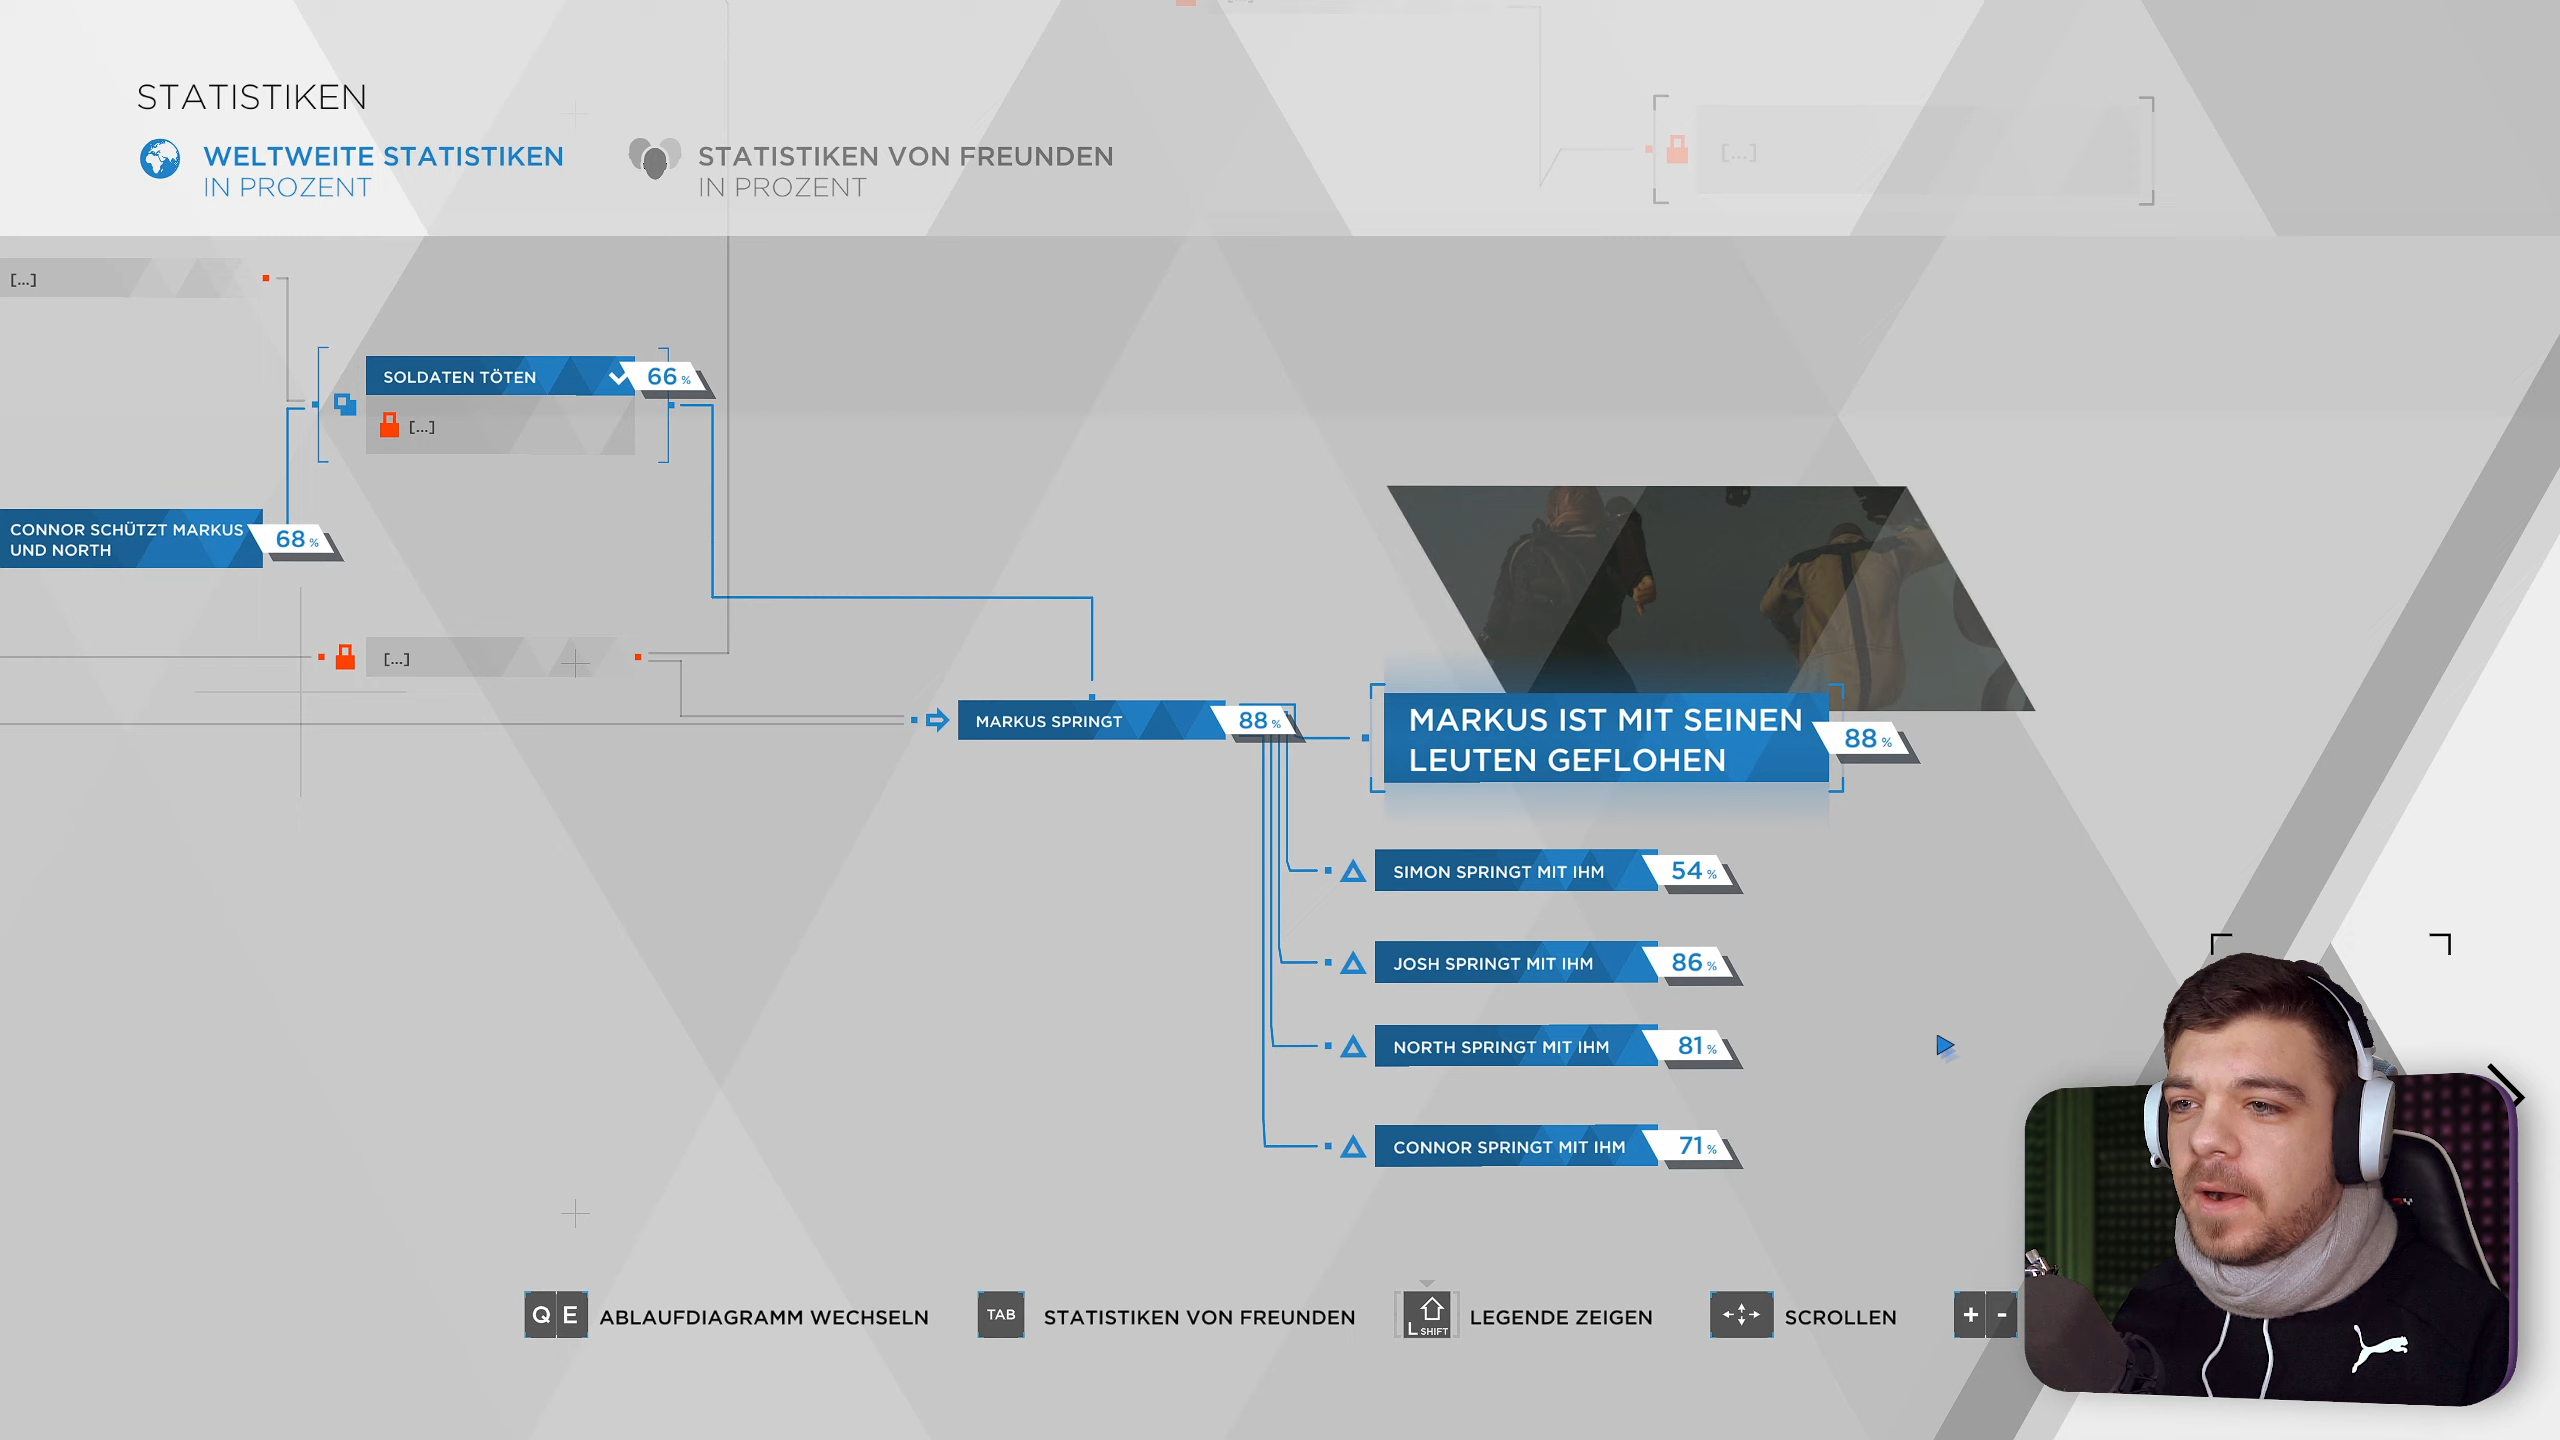 STATISTIKEN
WELTWEITE STATISTIKEN
IN PROZENT
STATISTIKEN VON FREUNDEN
IN PROZENT
[...]
[...]
SOLDATEN TÖTEN
66 %
[...]
CONNOR SCHÜTZT MARKUS
UND NORTH
68 %
[...]
MARKUS SPRINGT
88 %
MARKUS IST MIT SEINEN
LEUTEN GEFLOHEN
88 %
SIMON SPRINGT MIT IHM
54 %
JOSH SPRINGT MIT IHM
86 %
NORTH SPRINGT MIT IHM
81 %
CONNOR SPRINGT MIT IHM
71 %
Q E ABLAUFDIAGRAMM WECHSELN
TAB STATISTIKEN VON FREUNDEN
L SHIFT LEGENDE ZEIGEN
SCROLLEN
+ -